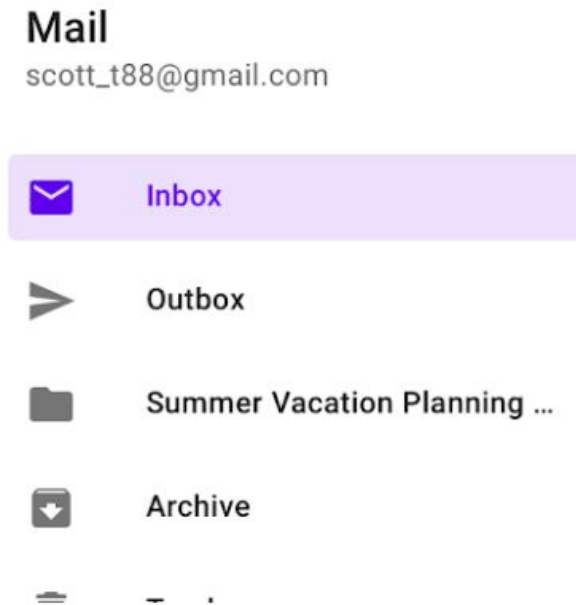 Mail
scott_t88@gmail.com
Inbox
Outbox
Summer Vacation Planning ...
Archive